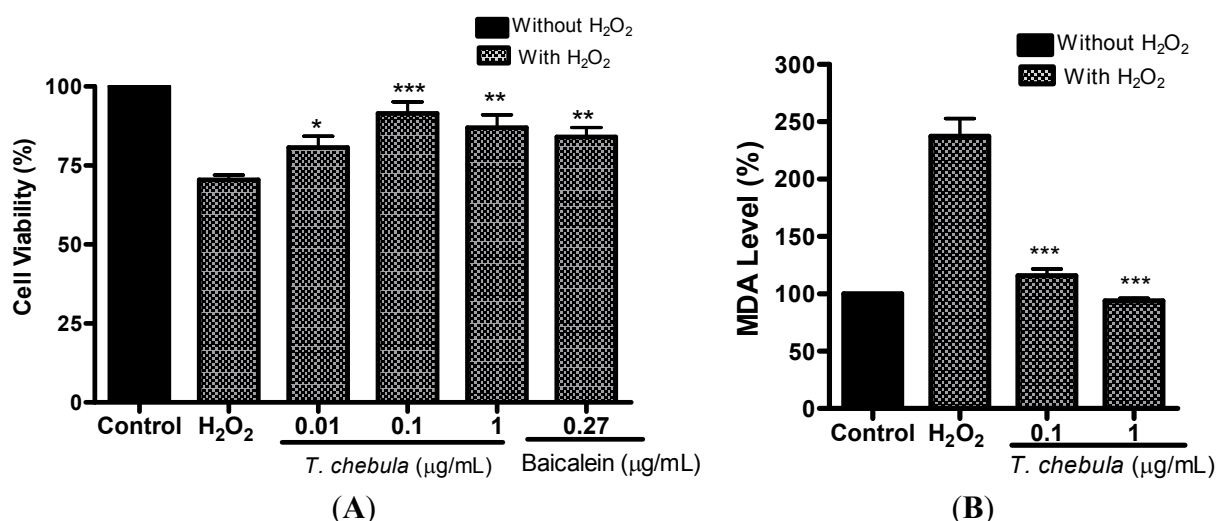 Without H₂O₂
With H₂O₂
Cell Viability (%)
100
75
50
25
0
*
***
**
**
Control H₂O₂ 0.01 0.1 1 0.27
T. chebula (μg/mL) Baicalein (μg/mL)
(A)
Without H₂O₂
With H₂O₂
MDA Level (%)
300
250
200
150
100
50
0
***
***
Control H₂O₂ 0.1 1
T. chebula (μg/mL)
(B)